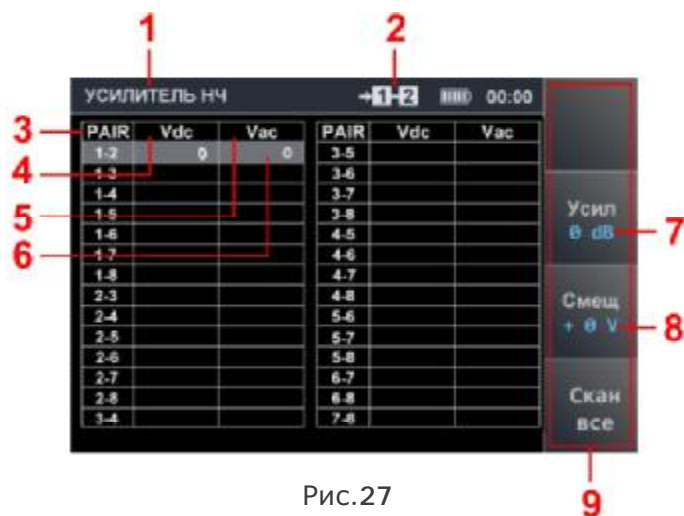 1 2
УСИЛИТЕЛЬ НЧ →1-2 00:00
3 PAIR Vdc Vac PAIR Vdc Vac
4 1-2 0 0 3-5
1-3 3-6
1-4 3-7
5 1-5 3-8 Усил
1-6 4-5 0 dB 7
6 1-7 4-6
1-8 4-7
2-3 4-8 Смещ
2-4 5-6 + 0 V 8
2-5 5-7
2-6 5-8
2-7 6-7 Скан
2-8 6-8 все
3-4 7-8
Рис.27 9